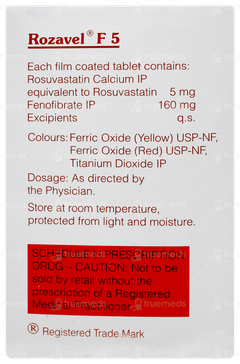 Rozavel® F 5
Each film coated tablet contains:
Rosuvastatin Calcium IP
equivalent to Rosuvastatin 5 mg
Fenofibrate IP 160 mg
Excipients q.s.
Colours: Ferric Oxide (Yellow) USP-NF,
Ferric Oxide (Red) USP-NF,
Titanium Dioxide IP
Dosage: As directed by
the Physician.
Store at room temperature,
protected from light and moisture.
SCHEDULE H PRESCRIPTION
DRUG - CAUTION: Not to be
sold by retail without the
prescription of a Registered
Medical Practitioner.
® Registered Trade Mark